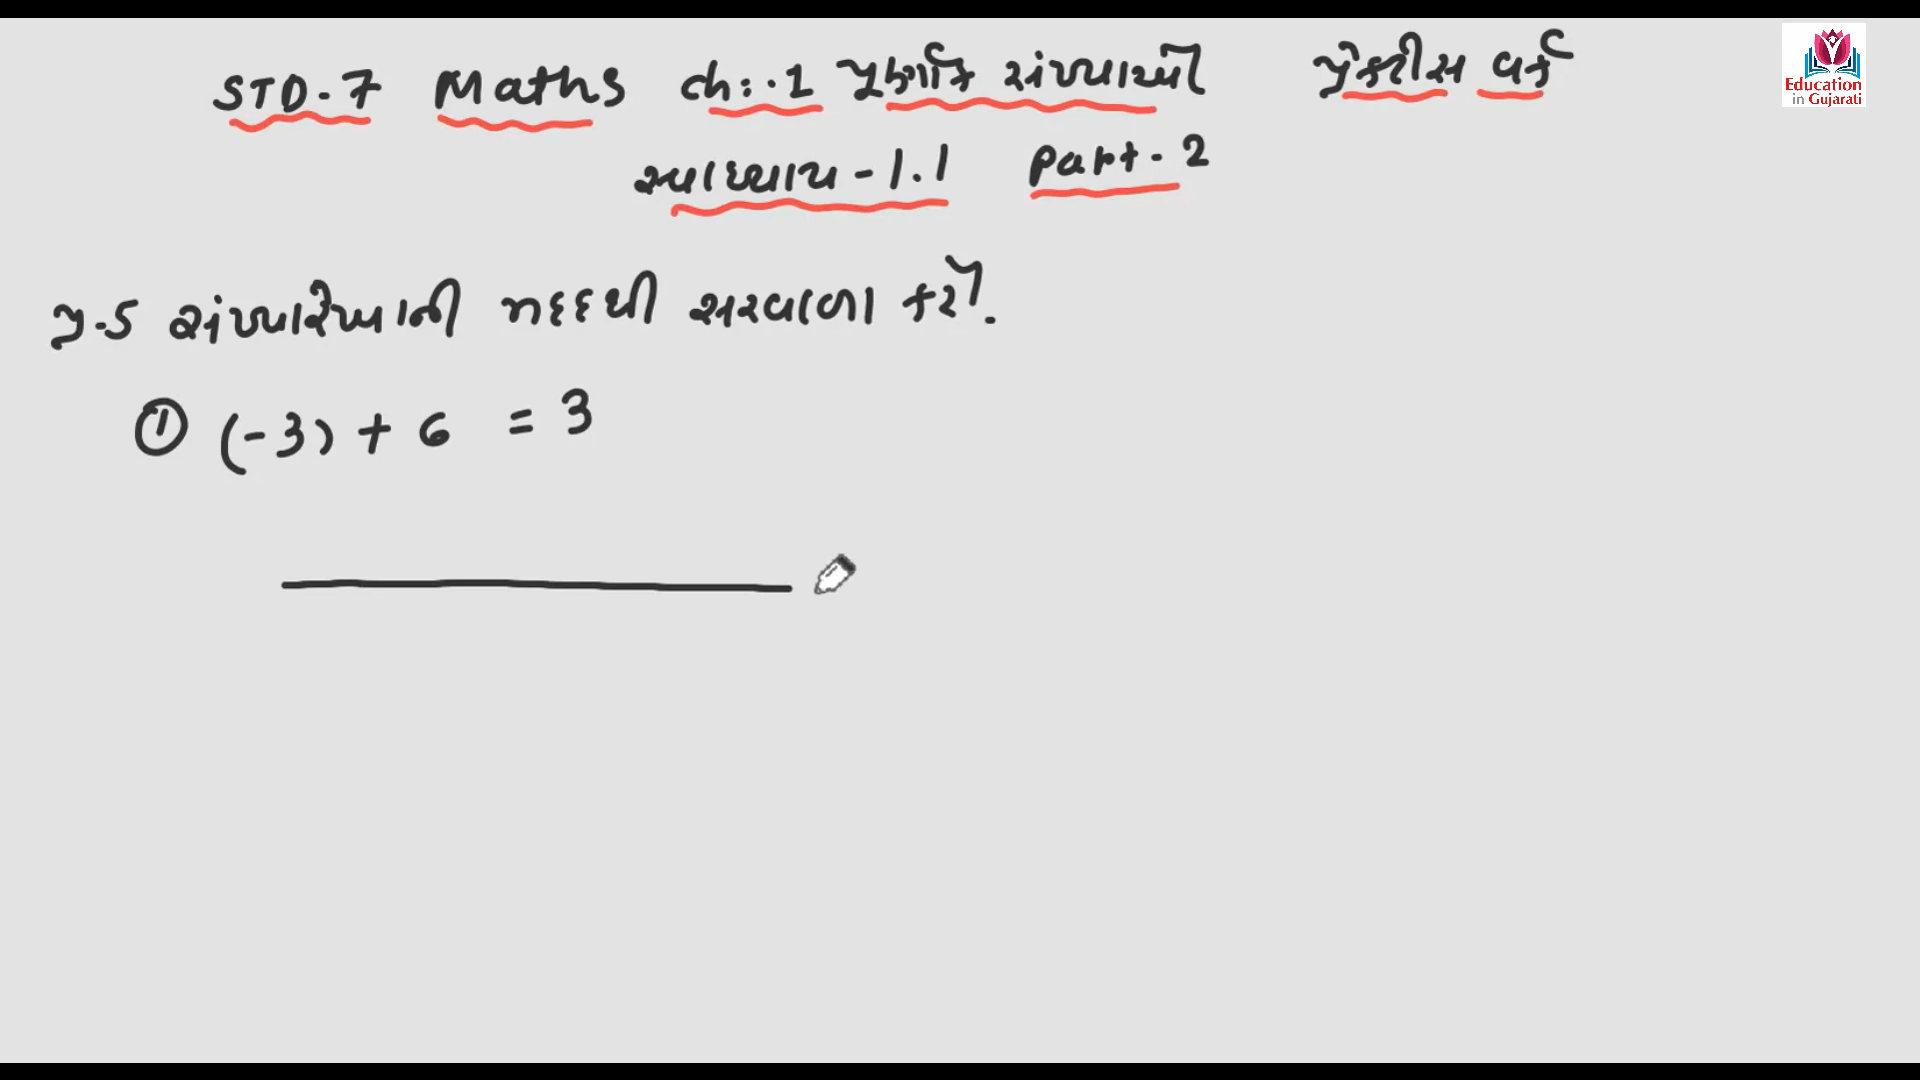 STD-7 Maths ch:-1 પૂર્ણાંક સંખ્યાઓ પ્રેક્ટીસ વર્ક
સ્વાધ્યાય - 1.1 Part-2
પ્ર-5 સંખ્યારેખાની મદદથી સરવાળા કરો.
① (-3) + 6 = 3
Education
in Gujarati